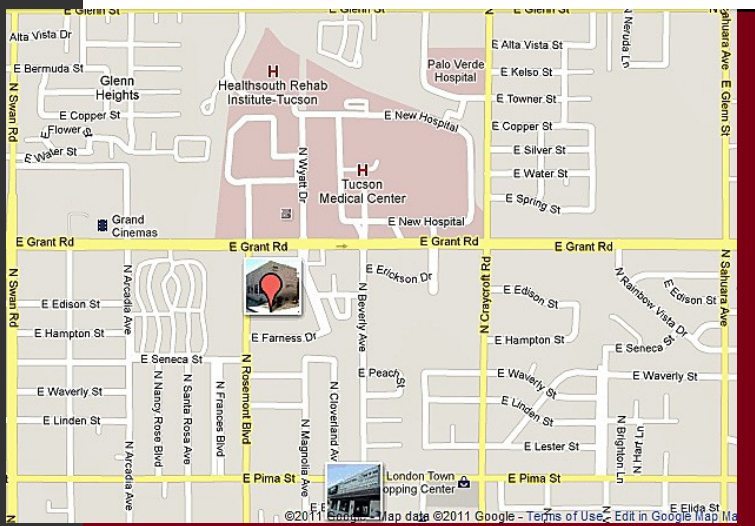 E Glenn St
E Glenn St
Alta Vista Dr
E Bermuda St
Glenn
Heights
N Swan Rd
E Copper St
E Flower St
E Water St
Grand
Cinemas
H
Healthsouth Rehab
Institute-Tucson
N Wyatt Dr
E New Hospital
H
Tucson
Medical Center
E New Hospital
Palo Verde
Hospital
E Alta Vista St
E Kelso St
E Towner St
E Copper St
E Silver St
E Water St
E Spring St
N Neruda Ln
Sahuara Ave
E Glenn St
E Grant Rd
E Grant Rd
E Grant Rd
E Grant Rd
N Swan Rd
N Arcadia Ave
E Edison St
E Hampton St
E Seneca St
E Waverly St
E Linden St
N Arcadia Ave
N Nancy Rose Blvd
N Santa Rosa Ave
N Frances Blvd
N Rosemont Blvd
E Farness Dr
N Magnolia Ave
N Cloverland Av
N Beverly Ave
E Erickson Dr
E Peach St
N Craycroft Rd
E Edison St
E Hampton St
E Waverly St
E Linden St
E Lester St
N Rainbow Vista Dr
E Edison St
E Seneca St
E Waverly St
N Brighton Ln
N Sahuara Ave
E Pima St
London Town
opping Center
E Pima St
E Elida St
©2011 Google - Map data ©2011 Google - Terms of Use, Edit in Google Map Ma